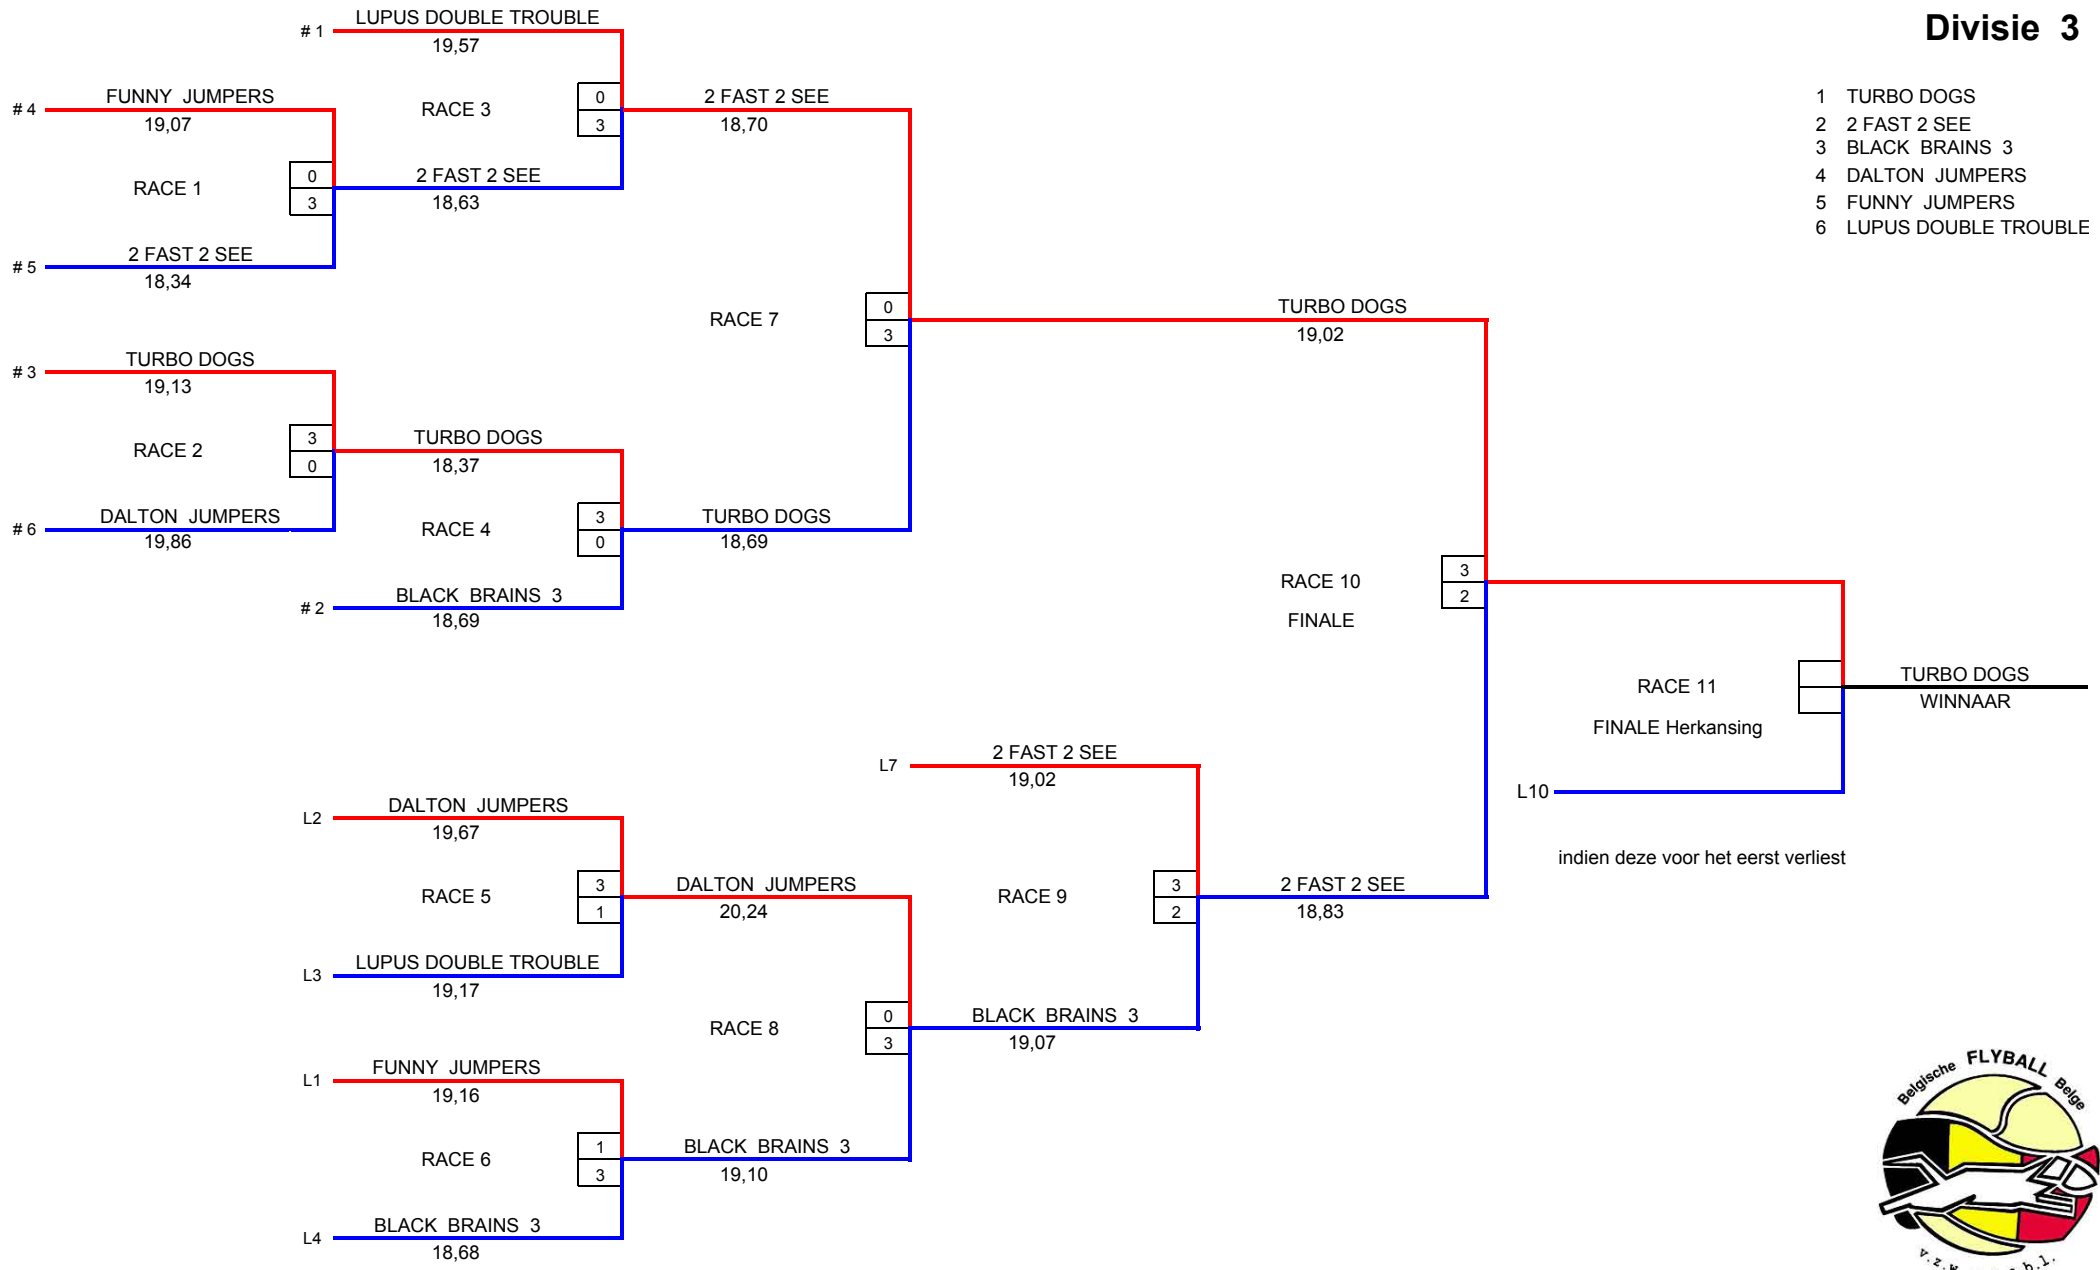 Divisie 3
1 TURBO DOGS
2 2 FAST 2 SEE
3 BLACK BRAINS 3
4 DALTON JUMPERS
5 FUNNY JUMPERS
6 LUPUS DOUBLE TROUBLE
# 1 LUPUS DOUBLE TROUBLE
19,57
# 4 FUNNY JUMPERS
19,07
RACE 3
0
3
2 FAST 2 SEE
18,70
RACE 1
0
3
2 FAST 2 SEE
18,63
# 5 2 FAST 2 SEE
18,34
RACE 7
0
3
TURBO DOGS
19,02
# 3 TURBO DOGS
19,13
RACE 2
3
0
TURBO DOGS
18,37
# 6 DALTON JUMPERS
19,86
RACE 4
3
0
TURBO DOGS
18,69
# 2 BLACK BRAINS 3
18,69
RACE 10
FINALE
3
2
RACE 11
FINALE Herkansing
TURBO DOGS
WINNAAR
L10
indien deze voor het eerst verliest
L7 2 FAST 2 SEE
19,02
L2 DALTON JUMPERS
19,67
RACE 5
3
1
DALTON JUMPERS
20,24
RACE 9
3
2
2 FAST 2 SEE
18,83
L3 LUPUS DOUBLE TROUBLE
19,17
RACE 8
0
3
BLACK BRAINS 3
19,07
L1 FUNNY JUMPERS
19,16
RACE 6
1
3
BLACK BRAINS 3
19,10
L4 BLACK BRAINS 3
18,68
Belgische FLYBALL Belge